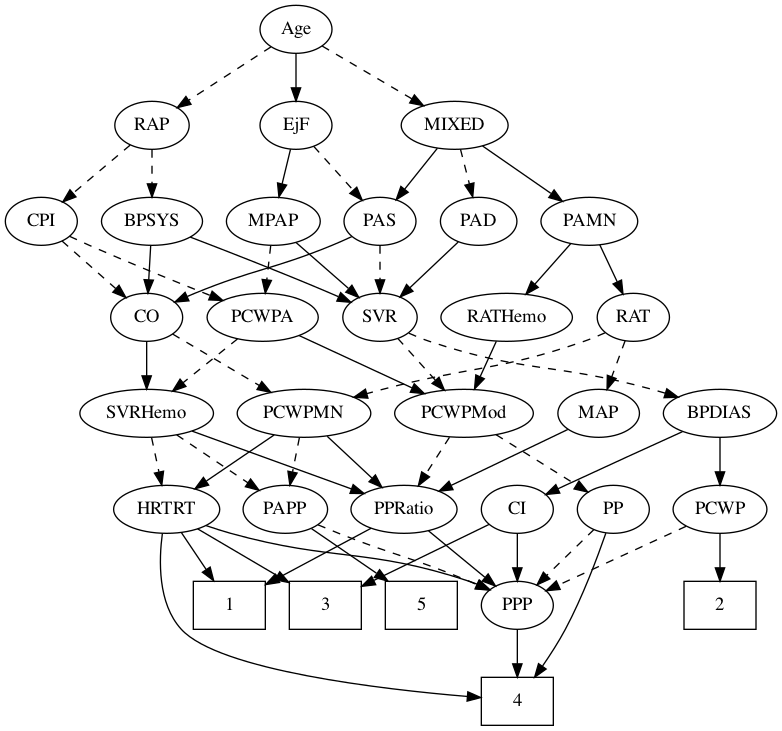 Age
RAP EjF MIXED
CPI BPSYS MPAP PAS PAD PAMN
CO PCWPA SVR RATHemo RAT
SVRHemo PCWPMN PCWPMod MAP BPDIAS
HRTRT PAPP PPRatio CI PP PCWP
1 3 5 PPP 2
4